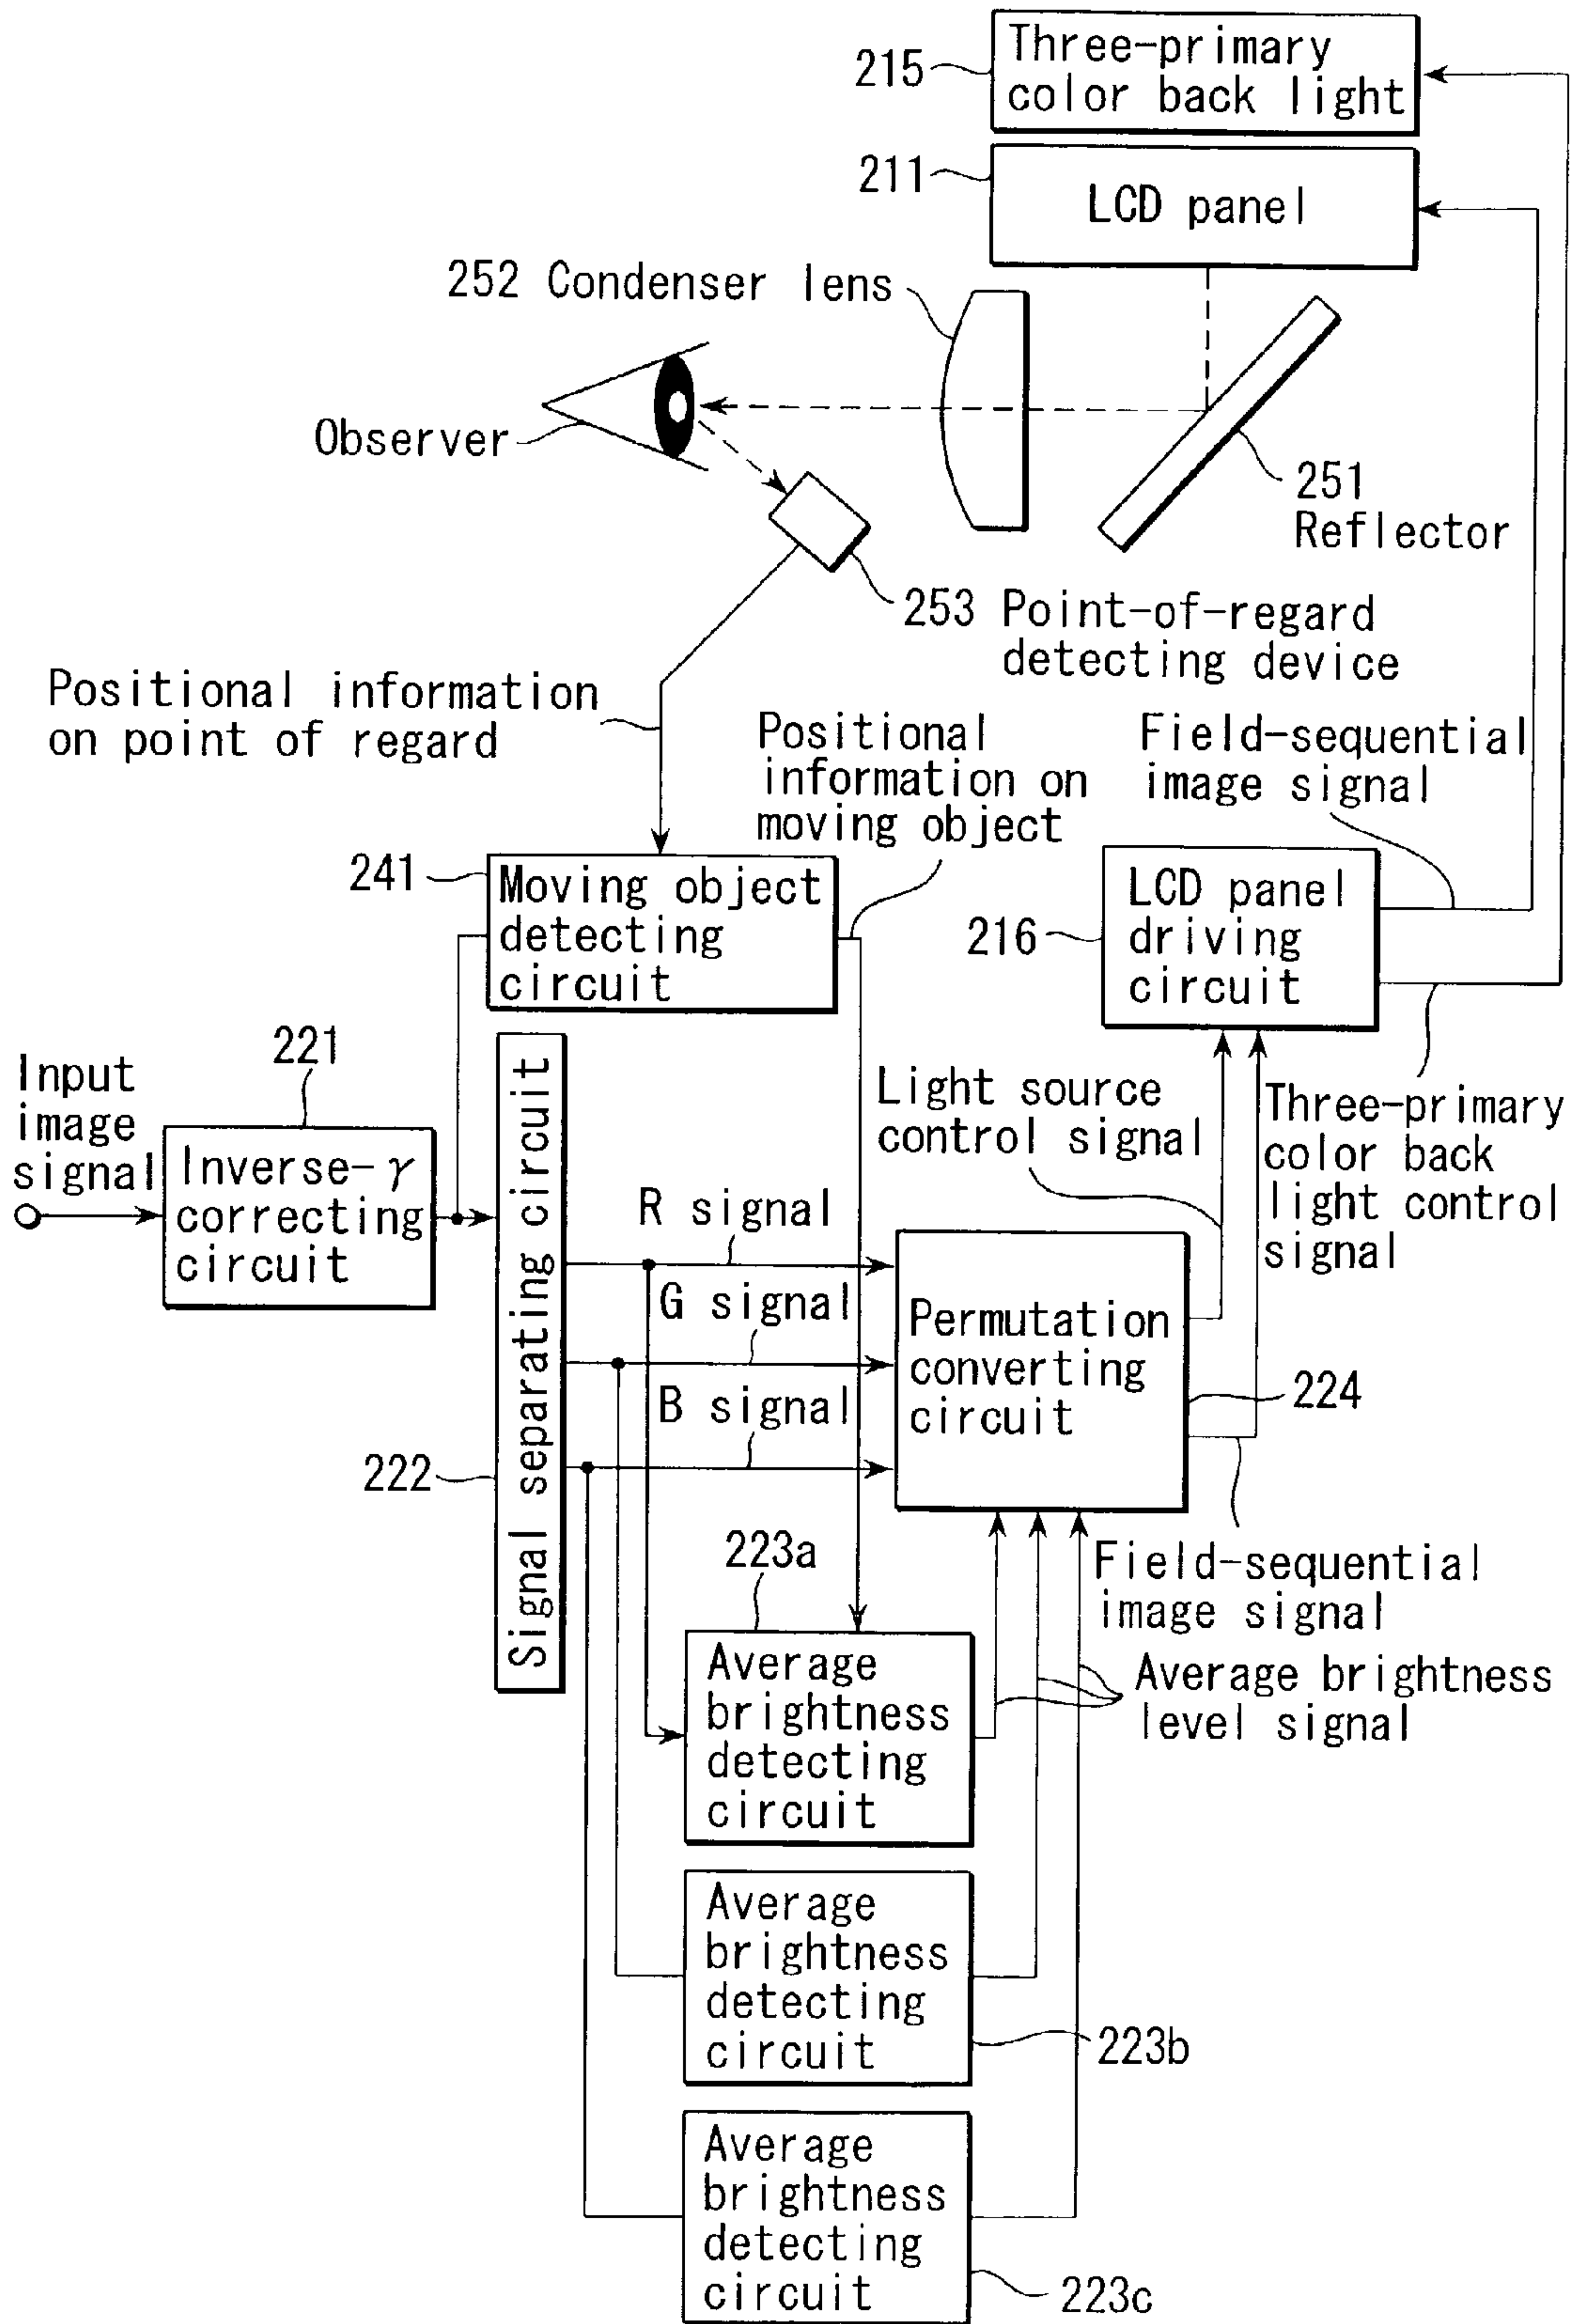 215
Three-primary
color back light
211
LCD panel
252 Condenser lens
Observer
251
Reflector
253 Point-of-regard
detecting device
Positional information
on point of regard
Positional
information on
moving object
Field-sequential
image signal
241
Moving object
detecting
circuit
216
LCD panel
driving
circuit
221
Input
image
signal
Inverse-γ
correcting
circuit
222
Signal separating circuit
Light source
control signal
Three-primary
color back
light control
signal
R signal
G signal
B signal
Permutation
converting
circuit
224
Field-sequential
image signal
223a
Average
brightness
detecting
circuit
Average brightness
level signal
Average
brightness
detecting
circuit
223b
Average
brightness
detecting
circuit
223c